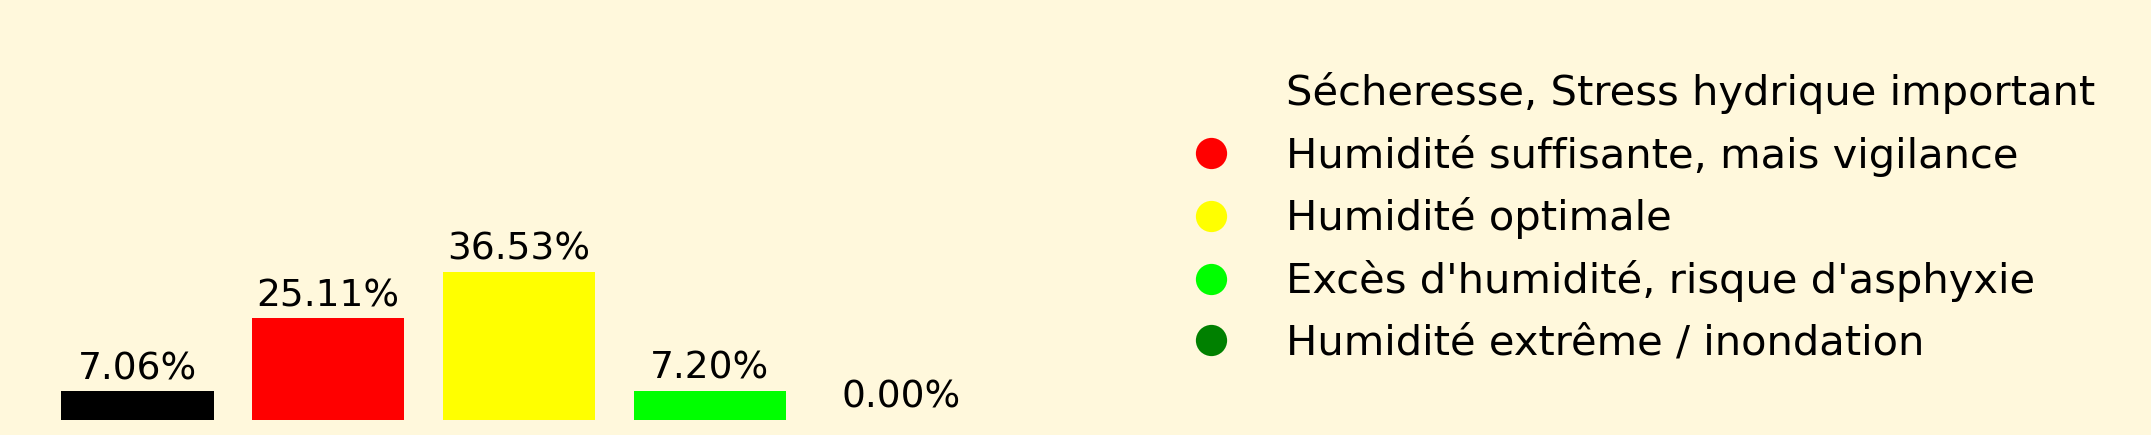 7.06%
25.11%
36.53%
7.20%
0.00%
Sécheresse, Stress hydrique important
Humidité suffisante, mais vigilance
Humidité optimale
Excès d'humidité, risque d'asphyxie
Humidité extrême / inondation